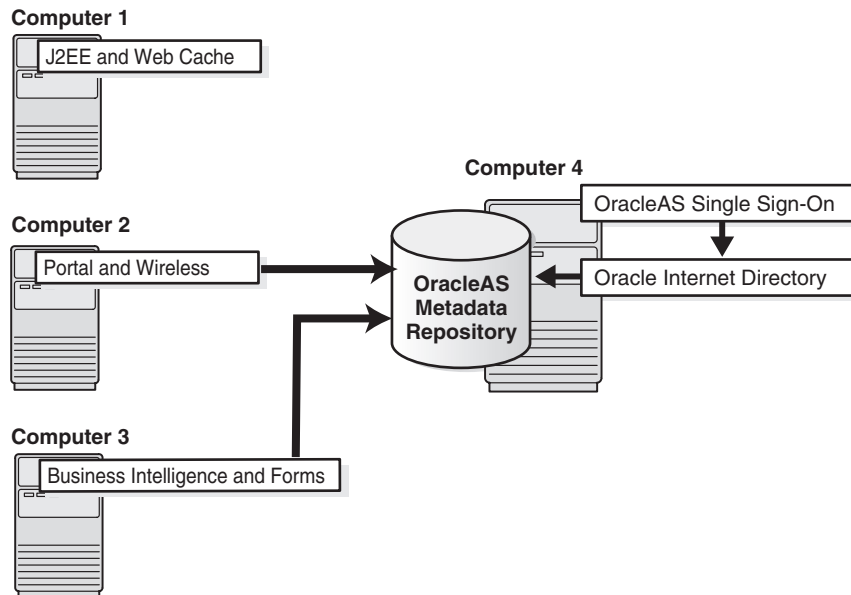 Computer 1
J2EE and Web Cache
Computer 4
OracleAS Single Sign-On
Computer 2
Portal and Wireless
Oracle Internet Directory
OracleAS
Metadata
Repository
Computer 3
Business Intelligence and Forms